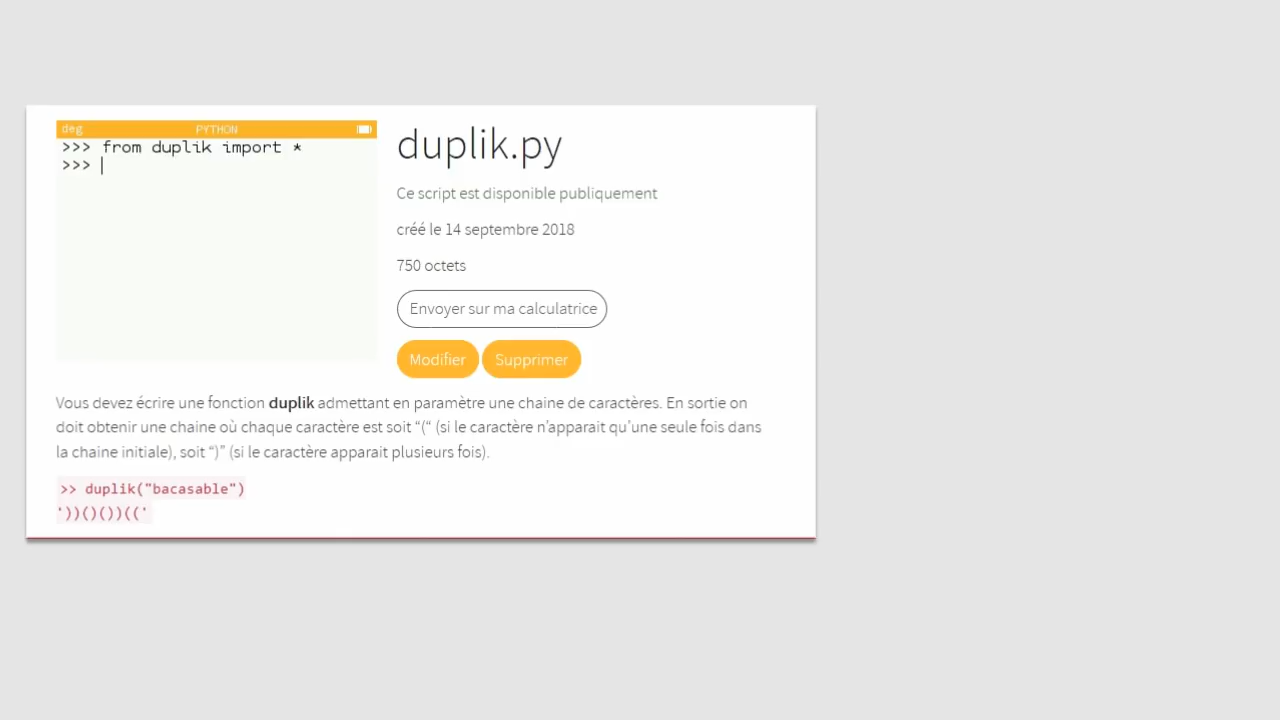 deg PYTHON
>>> from duplik import *
>>>
duplik.py
Ce script est disponible publiquement
créé le 14 septembre 2018
750 octets
Envoyer sur ma calculatrice
Modifier Supprimer
Vous devez écrire une fonction duplik admettant en paramètre une chaine de caractères. En sortie on
doit obtenir une chaine où chaque caractère est soit “(“ (si le caractère n’apparait qu’une seule fois dans
la chaine initiale), soit “)” (si le caractère apparait plusieurs fois).
>> duplik("bacasable")
'))()())(('